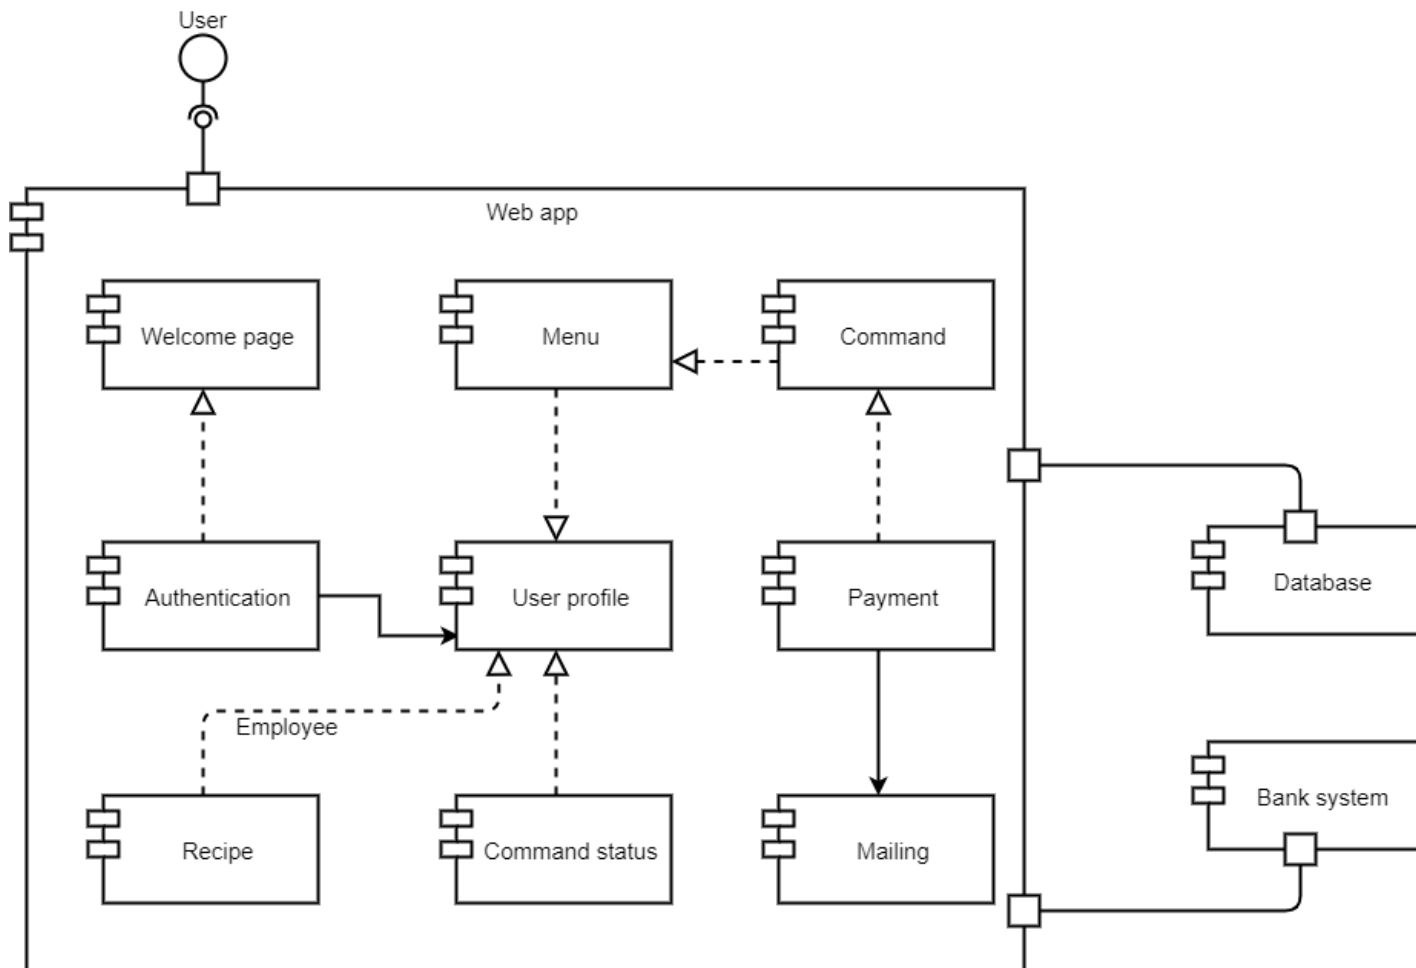 User
Web app
Welcome page
Menu
Command
Authentication
User profile
Payment
Database
Employee
Recipe
Command status
Mailing
Bank system